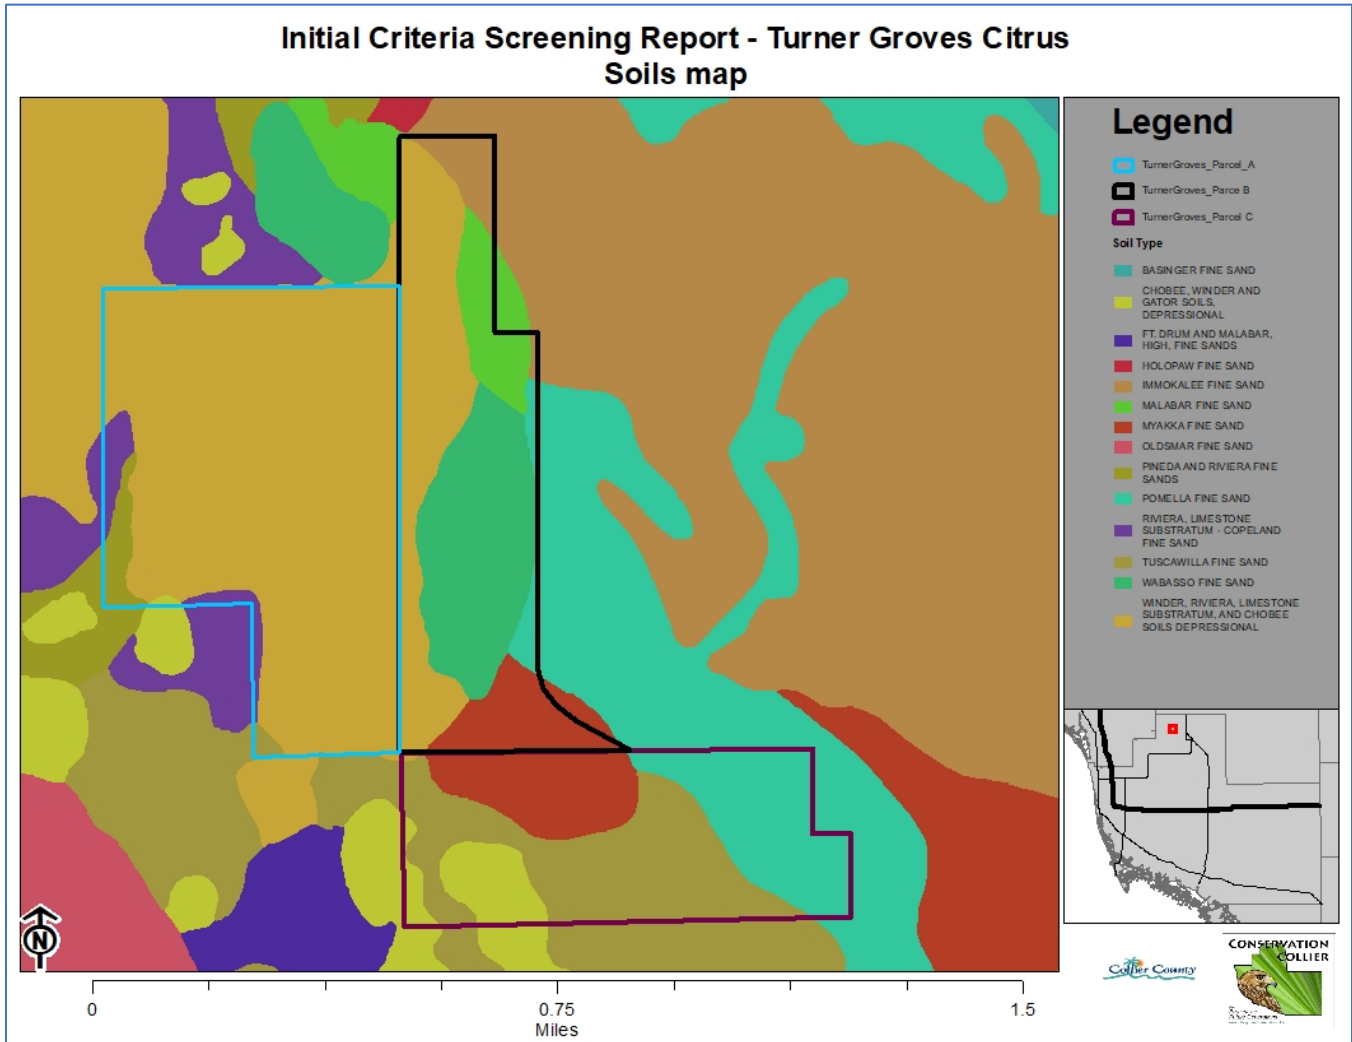 Initial Criteria Screening Report - Turner Groves Citrus
Soils map
Legend
TurnerGroves_Parcel_A
TurnerGroves_Parce B
TurnerGroves_Parcel C
Soil Type
BASINGER FINE SAND
CHOBEE, WINDER AND
GATOR SOILS,
DEPRESSIONAL
FT. DRUM AND MALABAR,
HIGH, FINE SANDS
HOLOPAW FINE SAND
IMMOKALEE FINE SAND
MALABAR FINE SAND
MYAKKA FINE SAND
OLDSMAR FINE SAND
PINEDA AND RIVIERA FINE
SANDS
POMELLA FINE SAND
RIVIERA, LIMESTONE
SUBSTRATUM - COPELAND
FINE SAND
TUSCAWILLA FINE SAND
WABASSO FINE SAND
WINDER, RIVIERA, LIMESTONE
SUBSTRATUM, AND CHOBEE
SOILS DEPRESSIONAL
N
0
0.75
1.5
Miles
Collier County
CONSERVATION
COLLIER